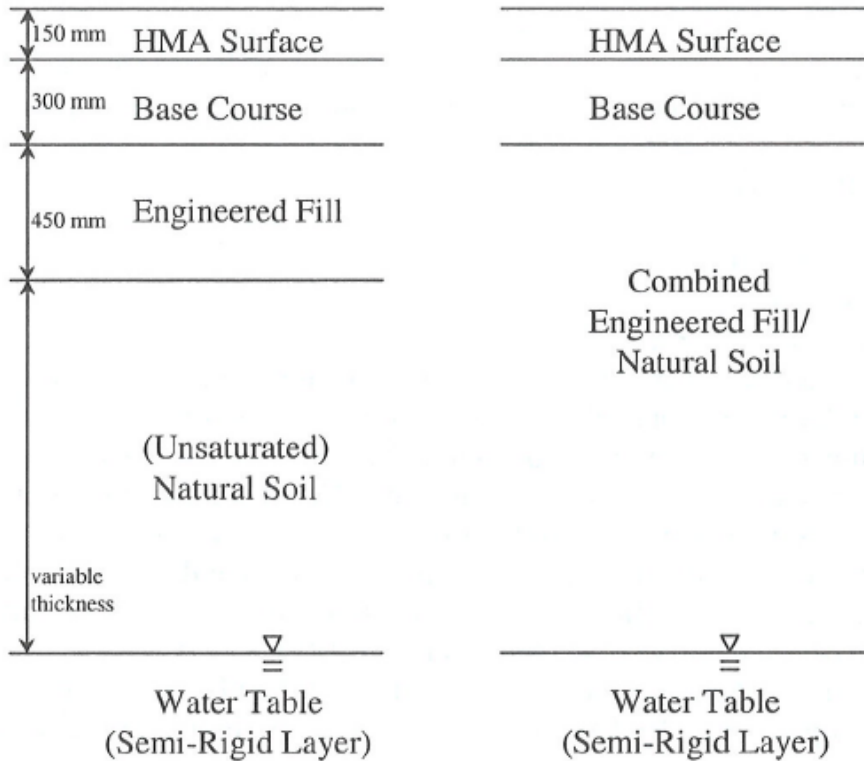 150 mm
HMA Surface
300 mm
Base Course
450 mm
Engineered Fill
(Unsaturated)
Natural Soil
variable
thickness
Water Table
(Semi-Rigid Layer)
HMA Surface
Base Course
Combined
Engineered Fill/
Natural Soil
Water Table
(Semi-Rigid Layer)